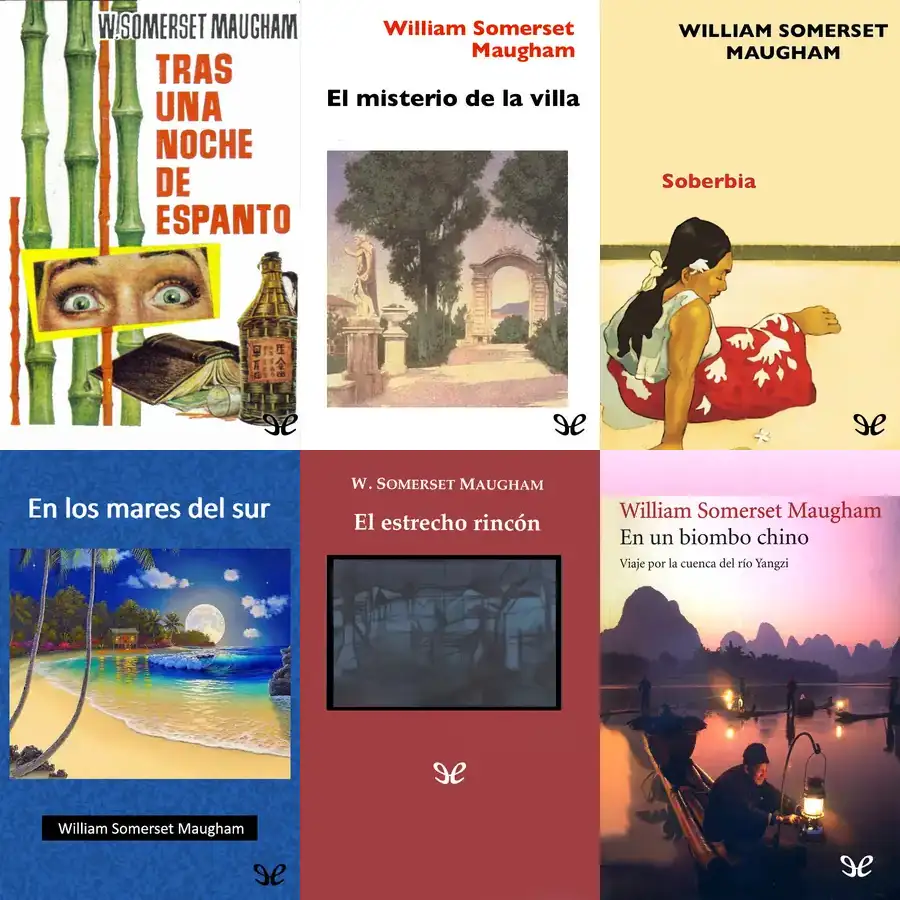 W. SOMERSET MAUGHAM
TRAS
UNA
NOCHE
DE
ESPANTO
William Somerset
Maugham
El misterio de la villa
WILLIAM SOMERSET
MAUGHAM
Soberbia
En los mares del sur
William Somerset Maugham
W. SOMERSET MAUGHAM
El estrecho rincón
William Somerset Maugham
En un biombo chino
Viaje por la cuenca del río Yangzi